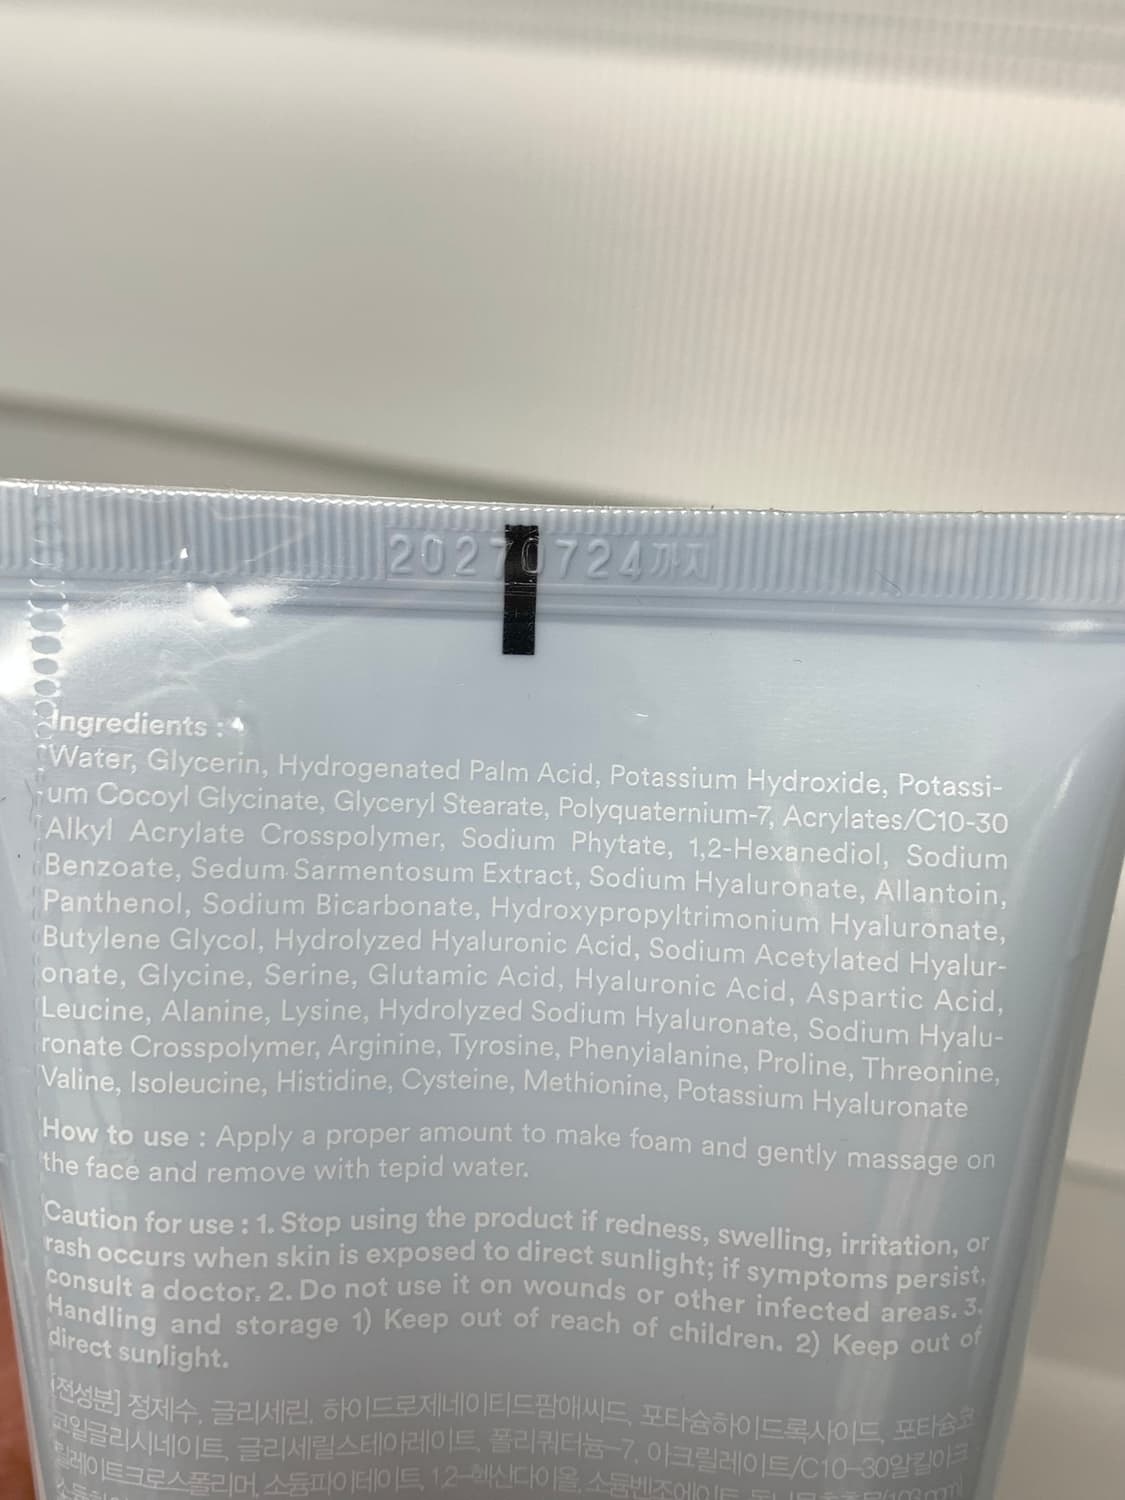 20270724까지
Ingredients :
Water, Glycerin, Hydrogenated Palm Acid, Potassium Hydroxide, Potassi-
um Cocoyl Glycinate, Glyceryl Stearate, Polyquaternium-7, Acrylates/C10-30
Alkyl Acrylate Crosspolymer, Sodium Phytate, 1,2-Hexanediol, Sodium
Benzoate, Sedum Sarmentosum Extract, Sodium Hyaluronate, Allantoin,
Panthenol, Sodium Bicarbonate, Hydroxypropyltrimonium Hyaluronate,
Butylene Glycol, Hydrolyzed Hyaluronic Acid, Sodium Acetylated Hyalur-
onate, Glycine, Serine, Glutamic Acid, Hyaluronic Acid, Aspartic Acid,
Leucine, Alanine, Lysine, Hydrolyzed Sodium Hyaluronate, Sodium Hyalu-
ronate Crosspolymer, Arginine, Tyrosine, Phenyialanine, Proline, Threonine,
Valine, Isoleucine, Histidine, Cysteine, Methionine, Potassium Hyaluronate
How to use : Apply a proper amount to make foam and gently massage on
the face and remove with tepid water.
Caution for use : 1. Stop using the product if redness, swelling, irritation, or
rash occurs when skin is exposed to direct sunlight; if symptoms persist,
consult a doctor. 2. Do not use it on wounds or other infected areas. 3.
Handling and storage 1) Keep out of reach of children. 2) Keep out of
direct sunlight.
[전성분] 정제수, 글리세린, 하이드로제네이티드팜애씨드, 포타슘하이드록사이드, 포타슘코
코일글리시네이트, 글리세릴스테아레이트, 폴리쿼터늄-7, 아크릴레이트/C10-30알킬아크
릴레이트크로스폴리머, 소듐파이테이트, 1,2-헥산다이올, 소듐벤조에이트,